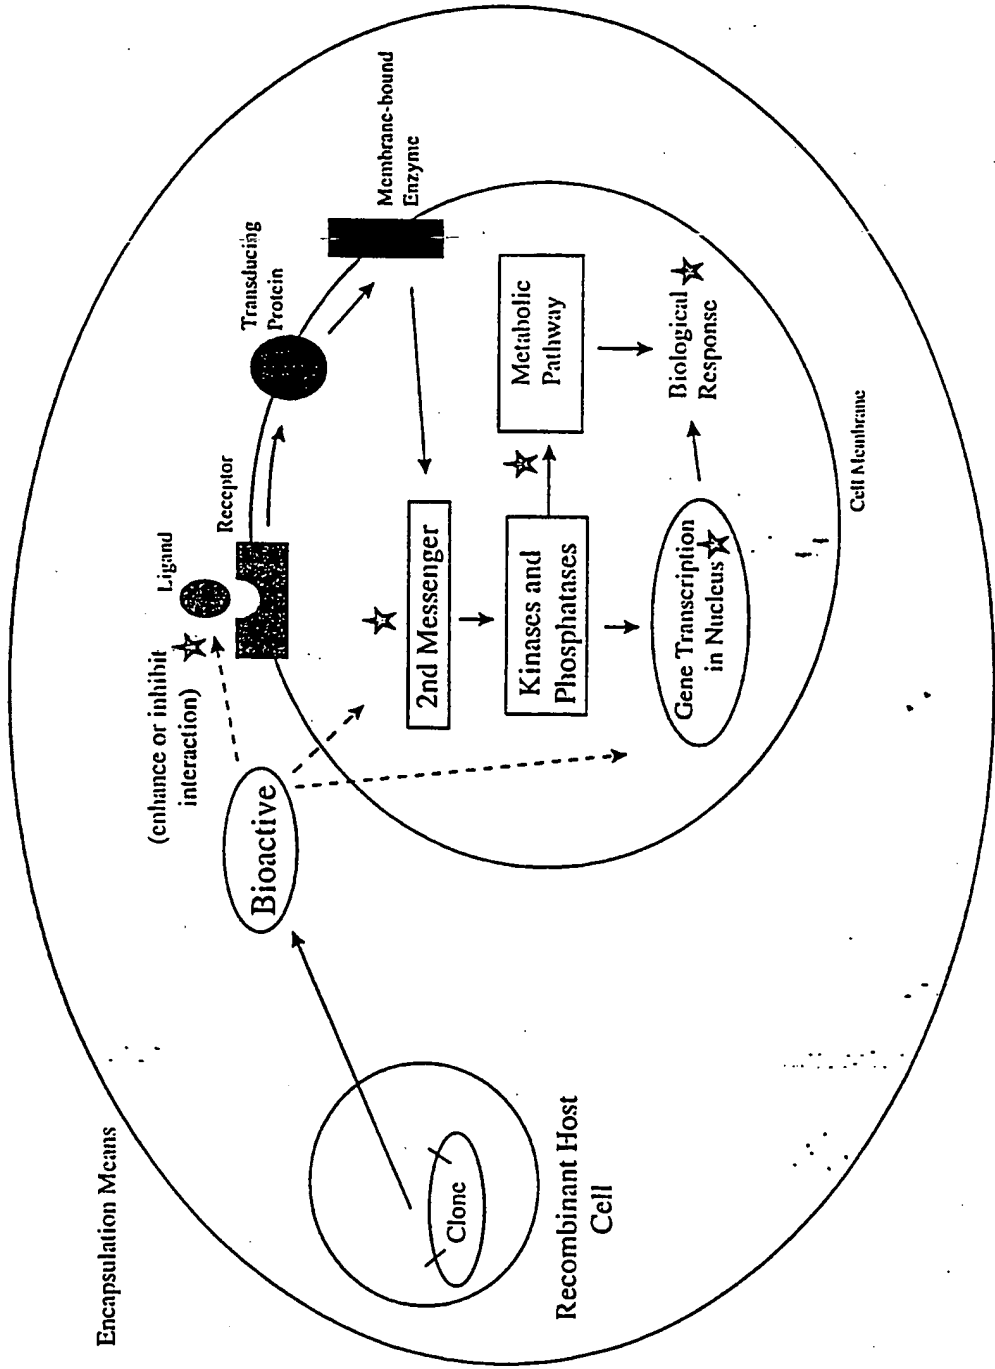 Encapsulation Means
(enhance or inhibit
interaction)
Ligand
Receptor
Transducing
Protein
Membrane-bound
Enzyme
Bioactive
2nd Messenger
Kinases and
Phosphatases
Metabolic
Pathway
Gene Transcription
in Nucleus
Biological
Response
Clone
Recombinant Host
Cell
Cell Membrane